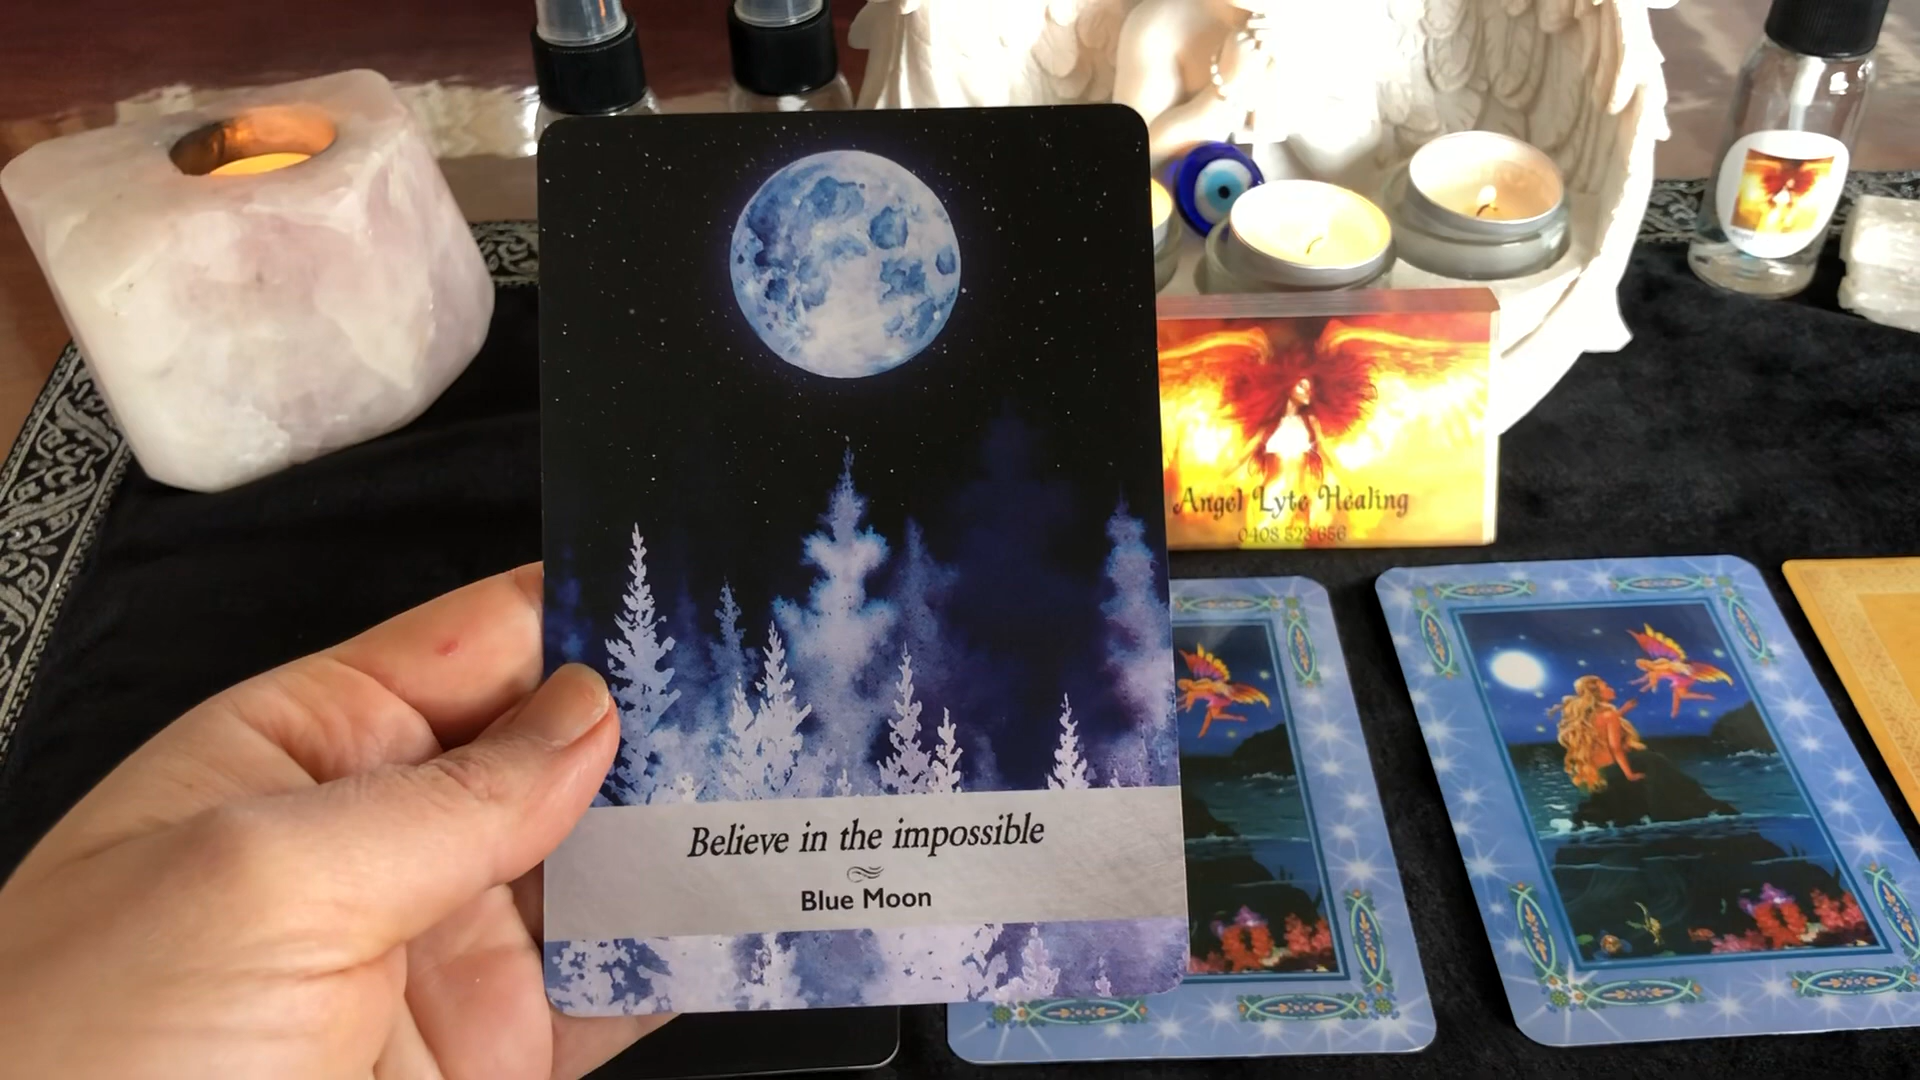 Believe in the impossible
Blue Moon
Angel Lyte Healing
0408 523 656